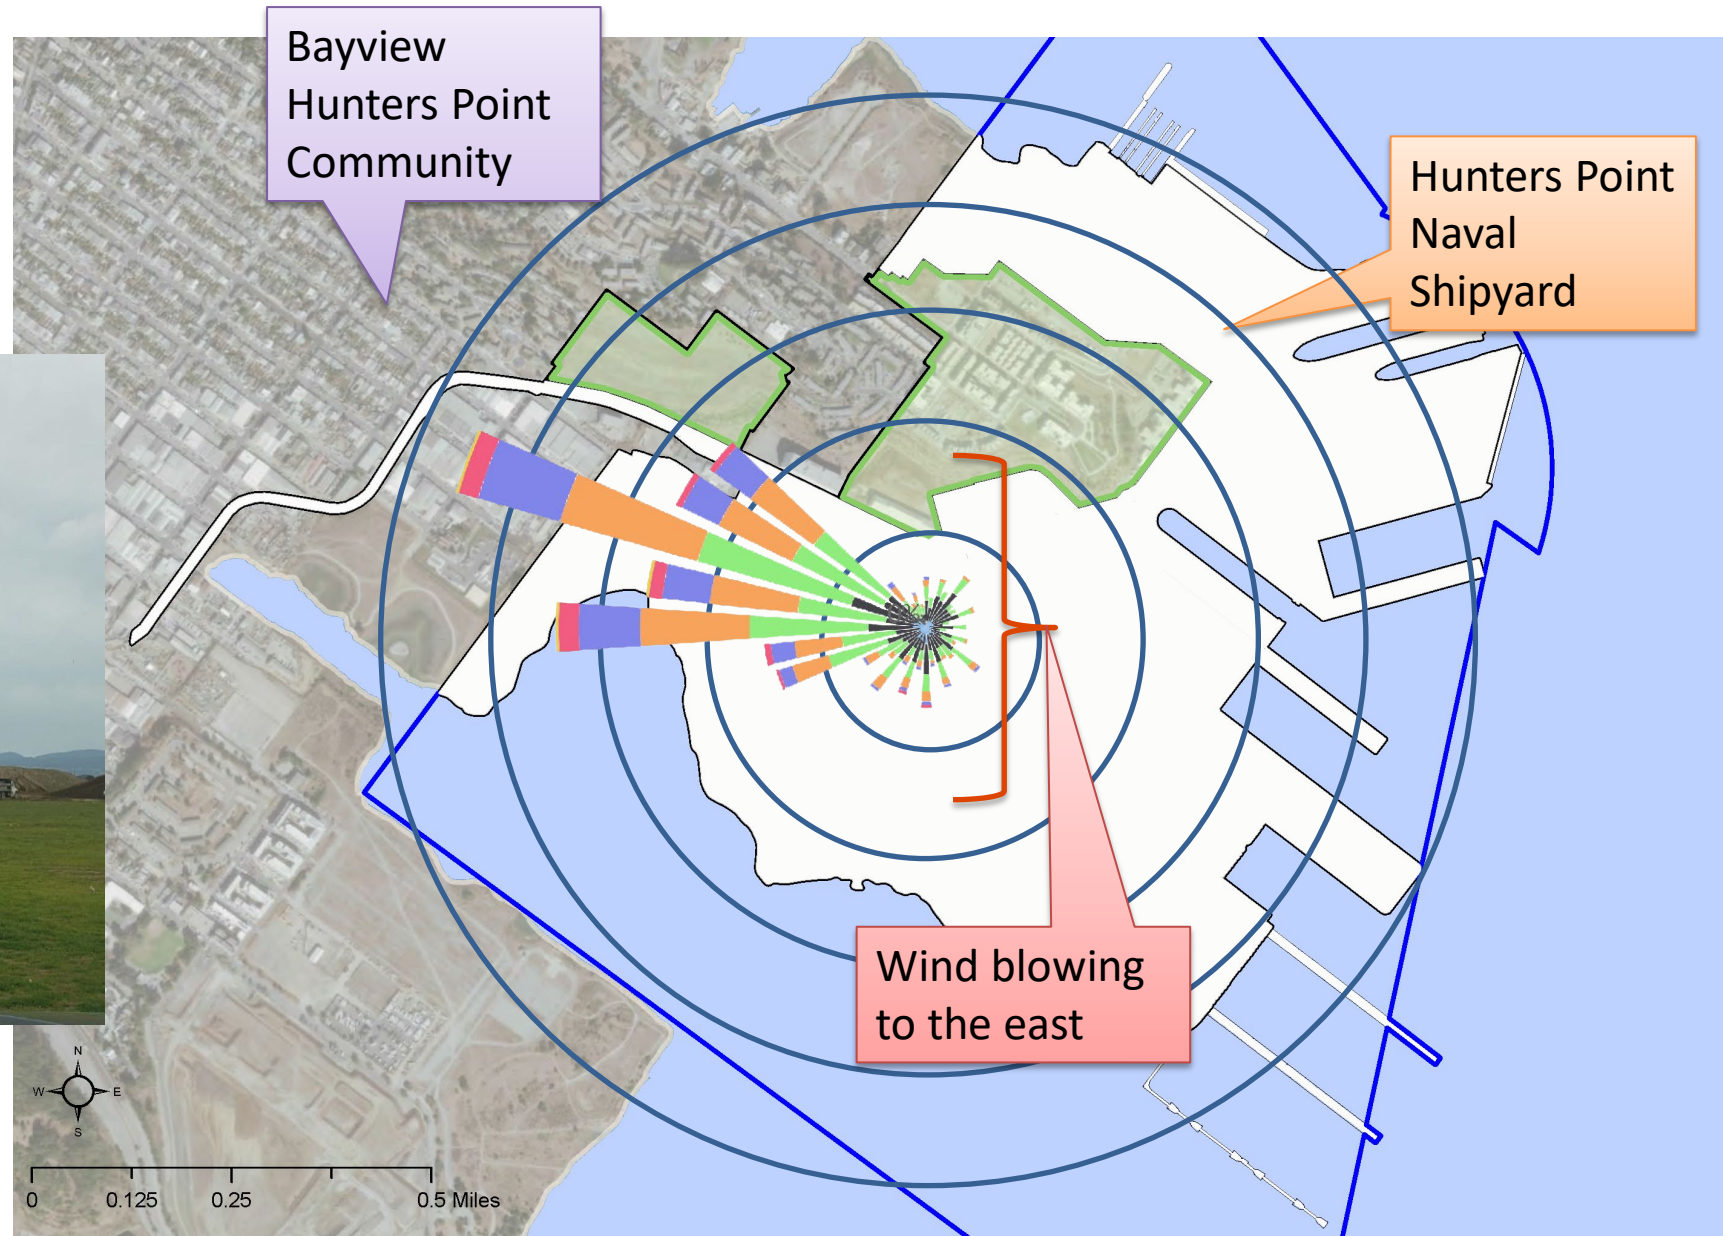 Bayview
Hunters Point
Community
Hunters Point
Naval
Shipyard
Wind blowing
to the east
N
W
E
S
0
0.125
0.25
0.5 Miles